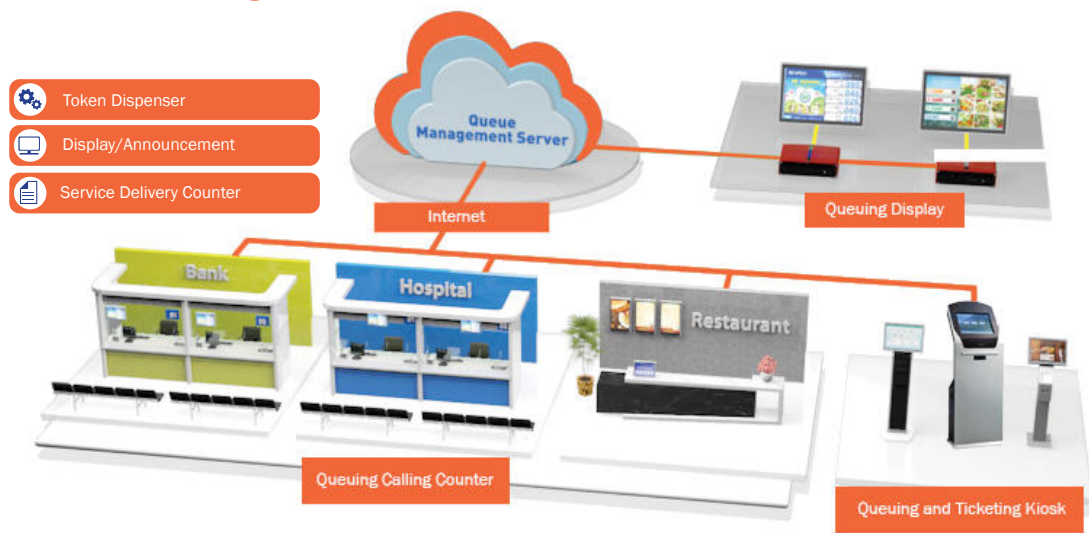 Token Dispenser
Display/Announcement
Service Delivery Counter
Queue
Management Server
Internet
Queuing Display
Bank
Hospital
Restaurant
Queuing Calling Counter
Queuing and Ticketing Kiosk